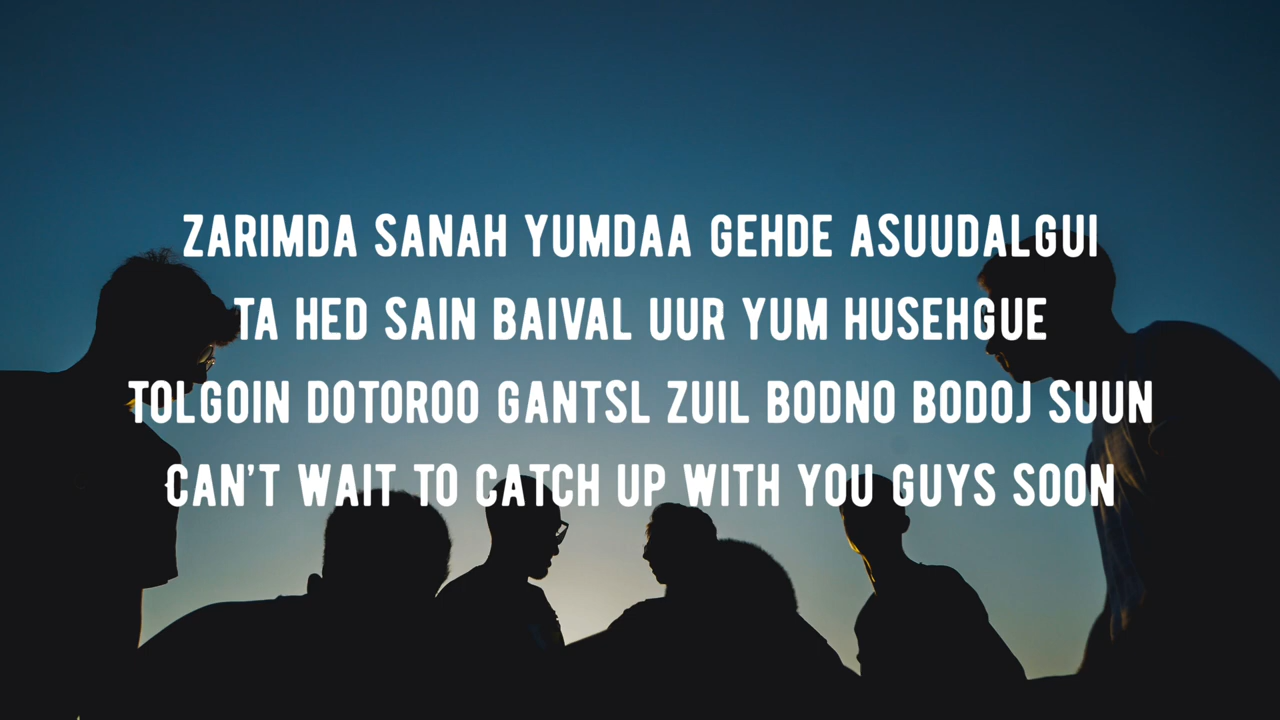 ZARIMDA SANAH YUMDAA GEHDE ASUUDALGUI
TA HED SAIN BAIVAL UUR YUM HUSEHGUE
TOLGOIN DOTOROO GANTSL ZUIL BODNO BODOJ SUUN
CAN'T WAIT TO CATCH UP WITH YOU GUYS SOON